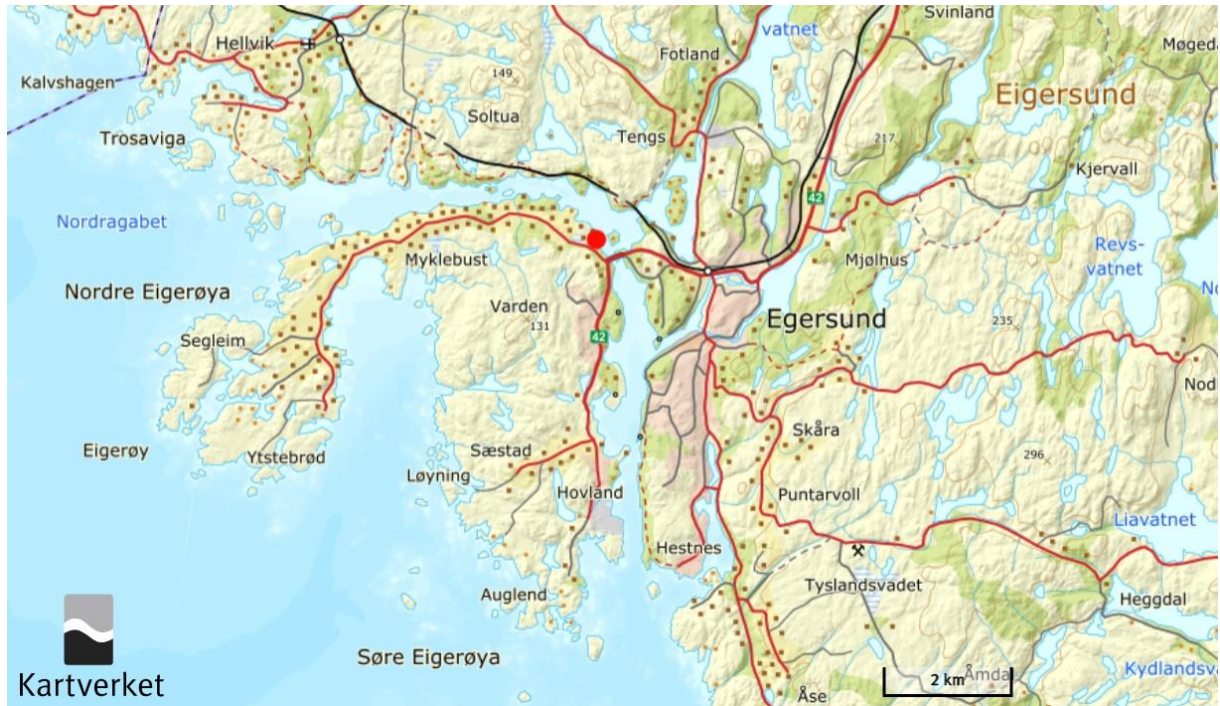 Svinland
Hellvik
vatnet
Fotland
Møgeda
Kalvshagen
149
Eigersund
Soltua
Trosaviga
Tengs
217
Kjervall
42
Nordragabet
Revs-
vatnet
Myklebust
Mjølhus
Nordre Eigerøya
No
Varden
131
Egersund
235
Segleim
42
Nod
Skåra
Eigerøy
Ytstebrød
Sæstad
296
Løyning
Hovland
Puntarvoll
Liavatnet
Hestnes
Tyslandsvadet
Auglend
Heggdal
Søre Eigerøya
Kydlandsva
Kartverket
2 km
Åmda
Åse